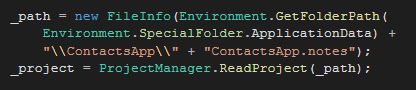 _path = new FileInfo(Environment.GetFolderPath(
Environment.SpecialFolder.ApplicationData) +
"\\ContactsApp\\" + "ContactsApp.notes");
_project = ProjectManager.ReadProject(_path);